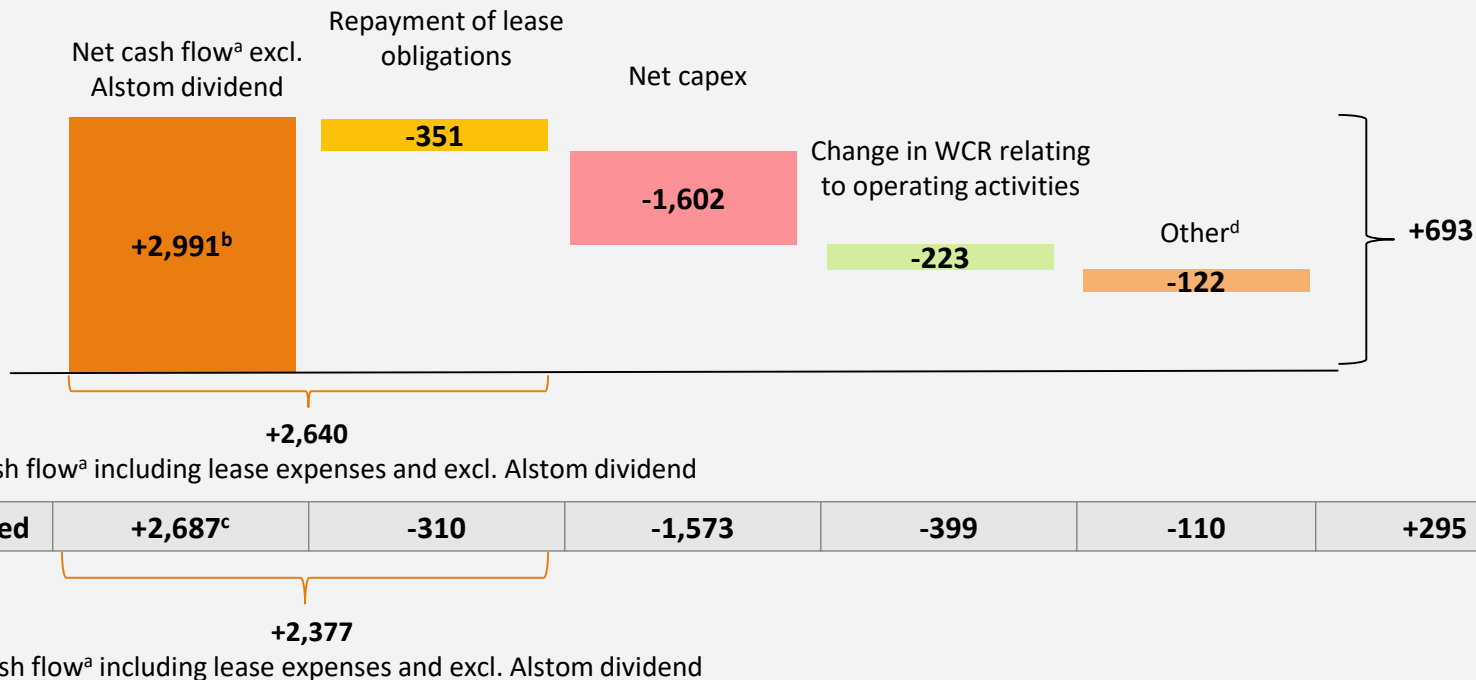 Repayment of lease
obligations
Net cash flowᵃ excl.
Alstom dividend
Net capex
-351
Change in WCR relating
to operating activities
-1,602
Otherᵈ
+2,991ᵇ
+693
-223
-122
+2,640
sh flowᵃ including lease expenses and excl. Alstom dividend
ed +2,687ᶜ -310 -1,573 -399 -110 +295
+2,377
sh flowᵃ including lease expenses and excl. Alstom dividend